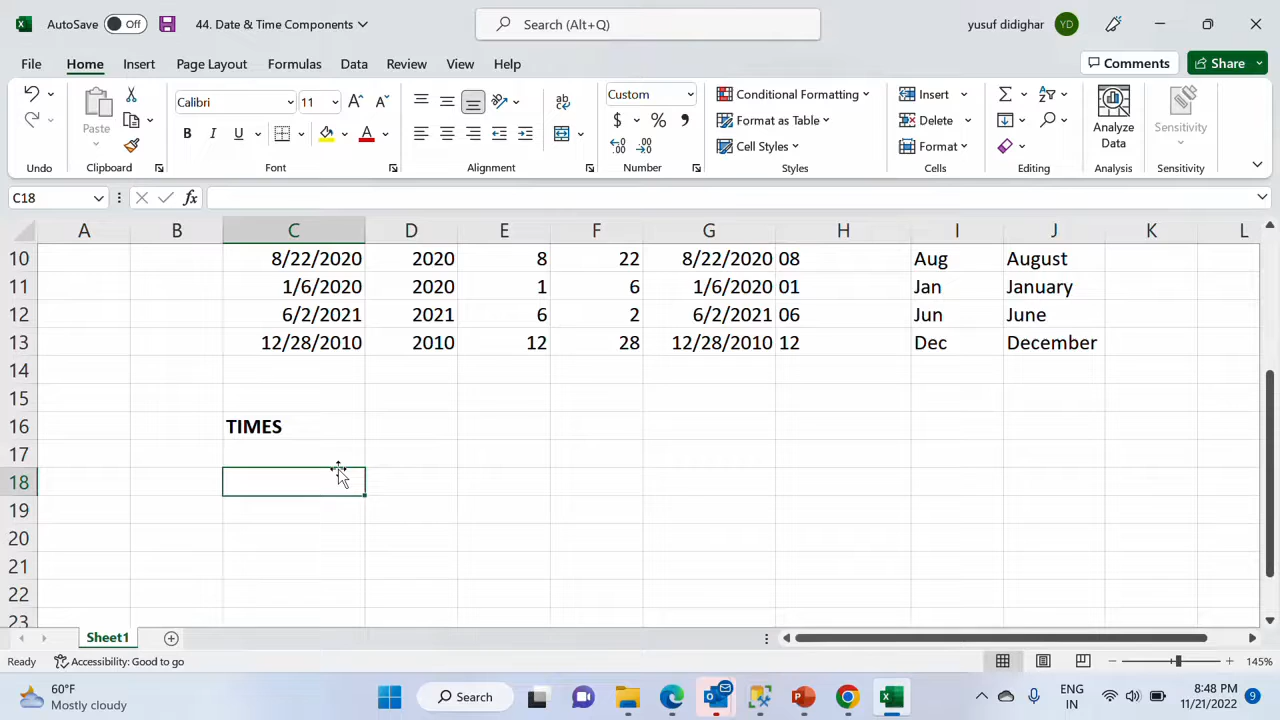 AutoSave Off 44. Date & Time Components Search (Alt+Q) yusuf didighar YD
File Home Insert Page Layout Formulas Data Review View Help Comments Share
Paste Calibri 11 Custom Conditional Formatting Insert Analyze Data Sensitivity
B I U $ % Format as Table Delete
Cell Styles Format
Undo Clipboard Font Alignment Number Styles Cells Editing Analysis Sensitivity
C18 fx
A B C D E F G H I J K L
10 8/22/2020 2020 8 22 8/22/2020 08 Aug August
11 1/6/2020 2020 1 6 1/6/2020 01 Jan January
12 6/2/2021 2021 6 2 6/2/2021 06 Jun June
13 12/28/2010 2010 12 28 12/28/2010 12 Dec December
14
15
16 TIMES
17
18
19
20
21
22
23
Sheet1
Ready Accessibility: Good to go 145%
60°F ENG 8:48 PM
Mostly cloudy Search IN 11/21/2022 9